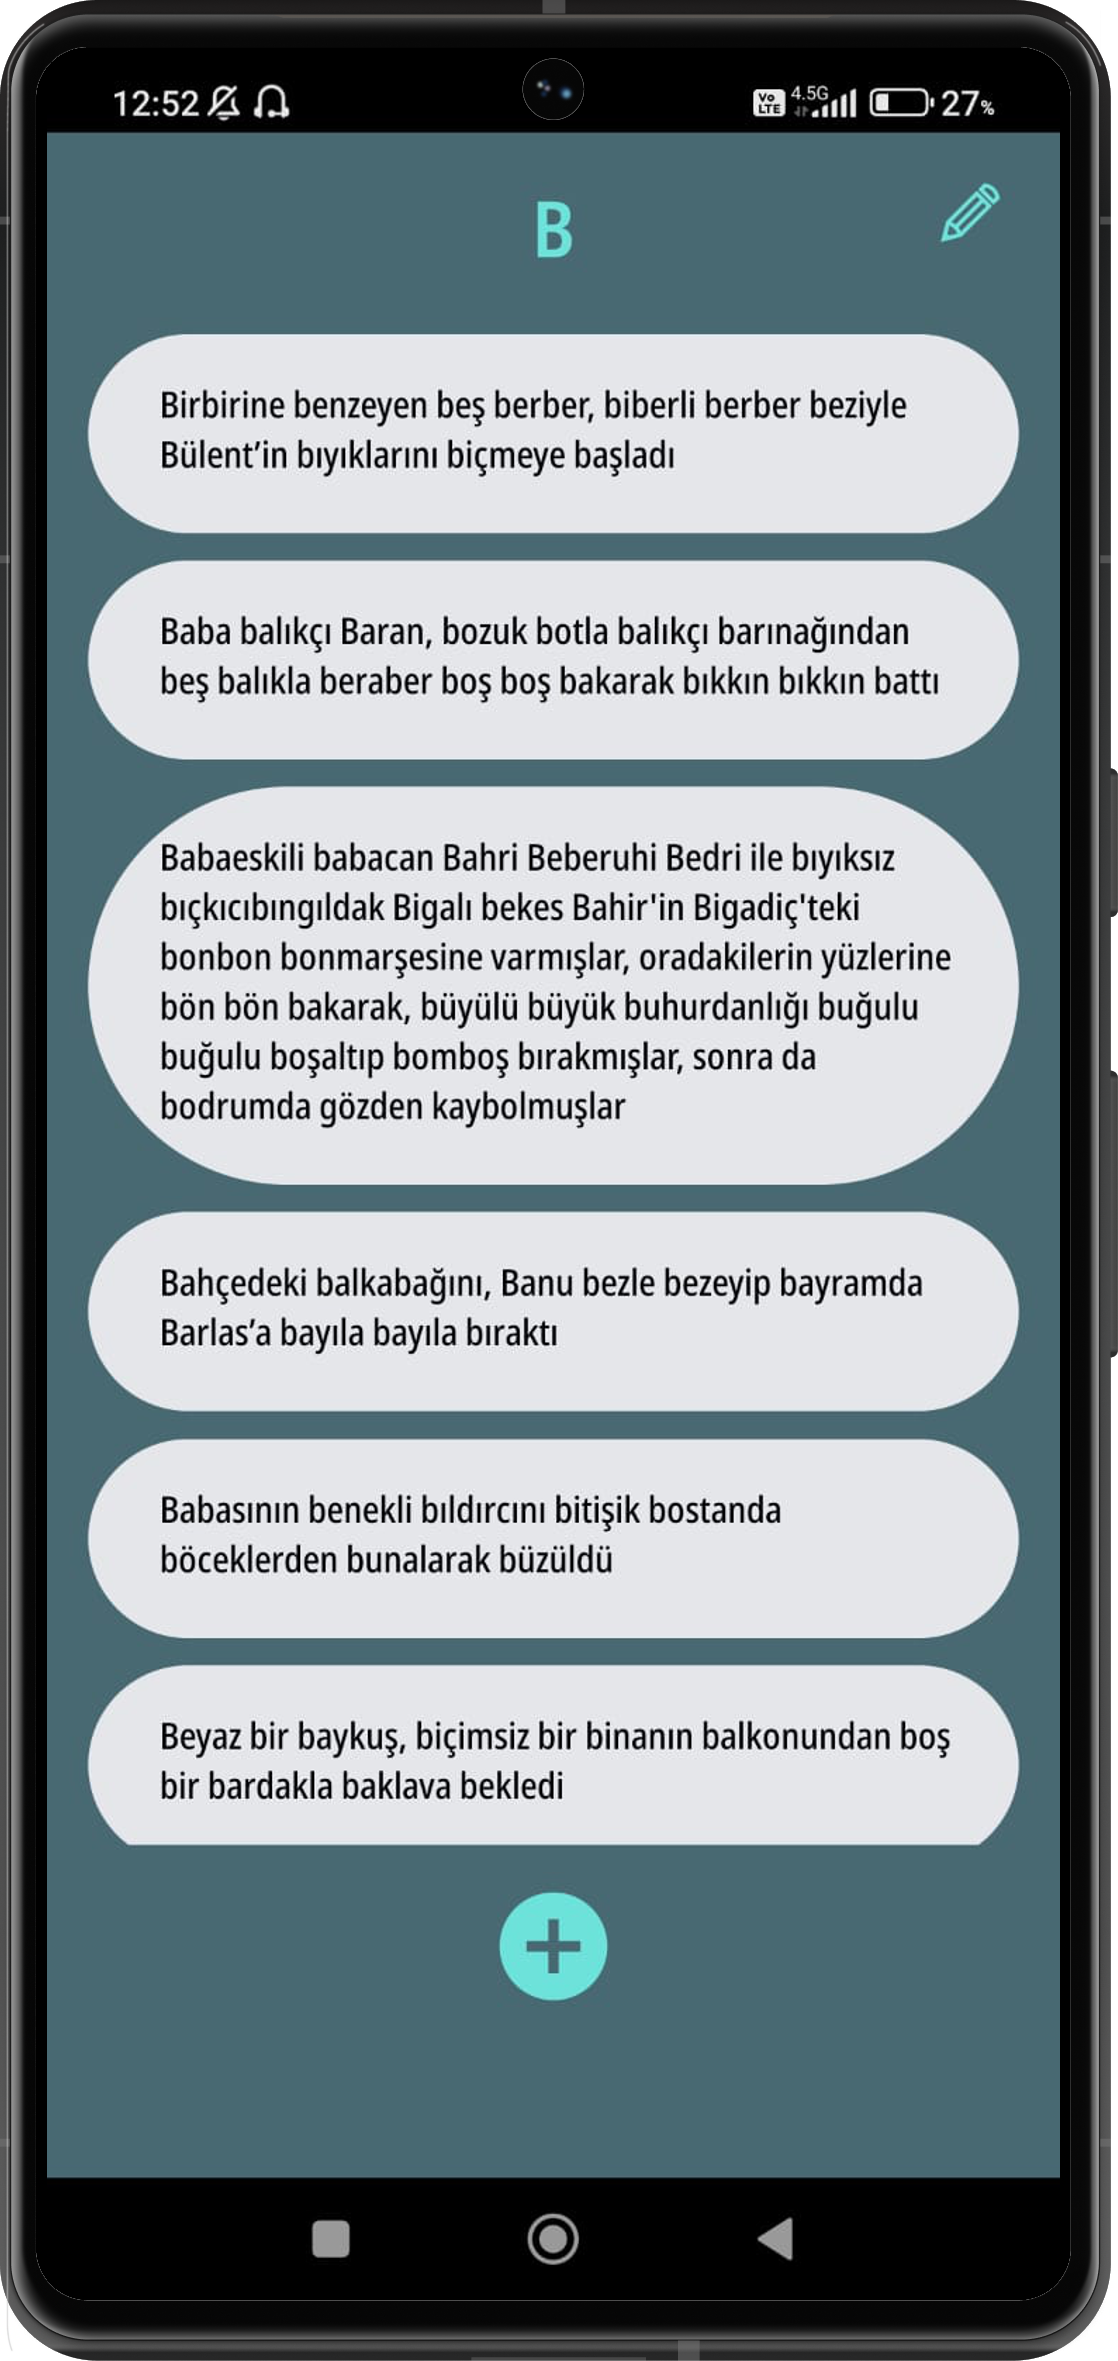 12:52
Vo LTE 4.5G 27%
B
Birbirine benzeyen beş berber, biberli berber beziyle
Bülent’in bıyıklarını biçmeye başladı
Baba balıkçı Baran, bozuk botla balıkçı barınağından
beş balıkla beraber boş boş bakarak bıkkın bıkkın battı
Babaeskili babacan Bahri Beberuhi Bedri ile bıyıksız
bıçkıcıbıngıldak Bigalı bekes Bahir'in Bigadiç'teki
bonbon bonmarşesine varmışlar, oradakilerin yüzlerine
bön bön bakarak, büyülü büyük buhurdanlığı buğulu
buğulu boşaltıp bomboş bırakmışlar, sonra da
bodrumda gözden kaybolmuşlar
Bahçedeki balkabağını, Banu bezle bezeyip bayramda
Barlas’a bayıla bayıla bıraktı
Babasının benekli bıldırcını bitişik bostanda
böceklerden bunalarak büzüldü
Beyaz bir baykuş, biçimsiz bir binanın balkonundan boş
bir bardakla baklava bekledi